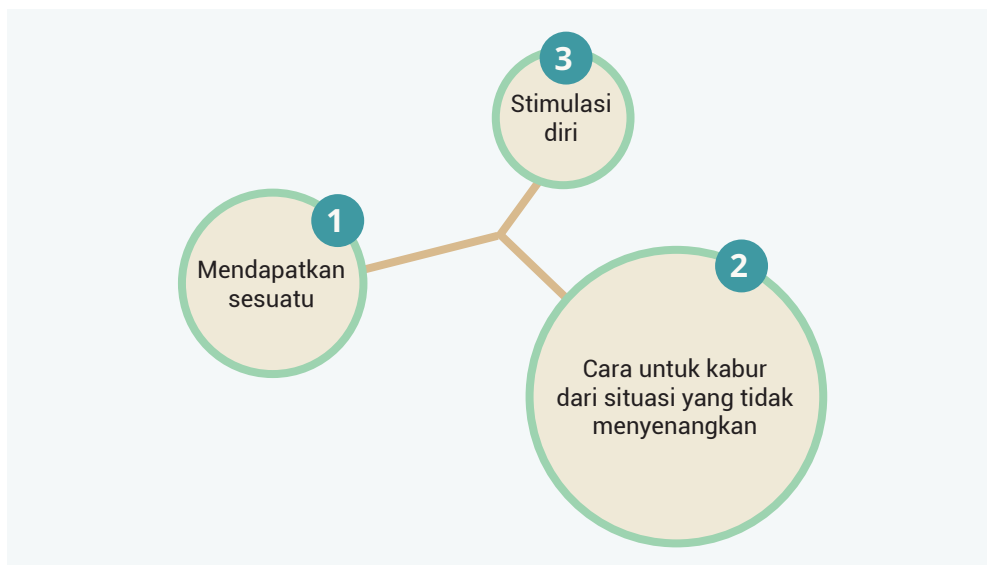 1
Mendapatkan
sesuatu
2
Cara untuk kabur
dari situasi yang tidak
menyenangkan
3
Stimulasi
diri